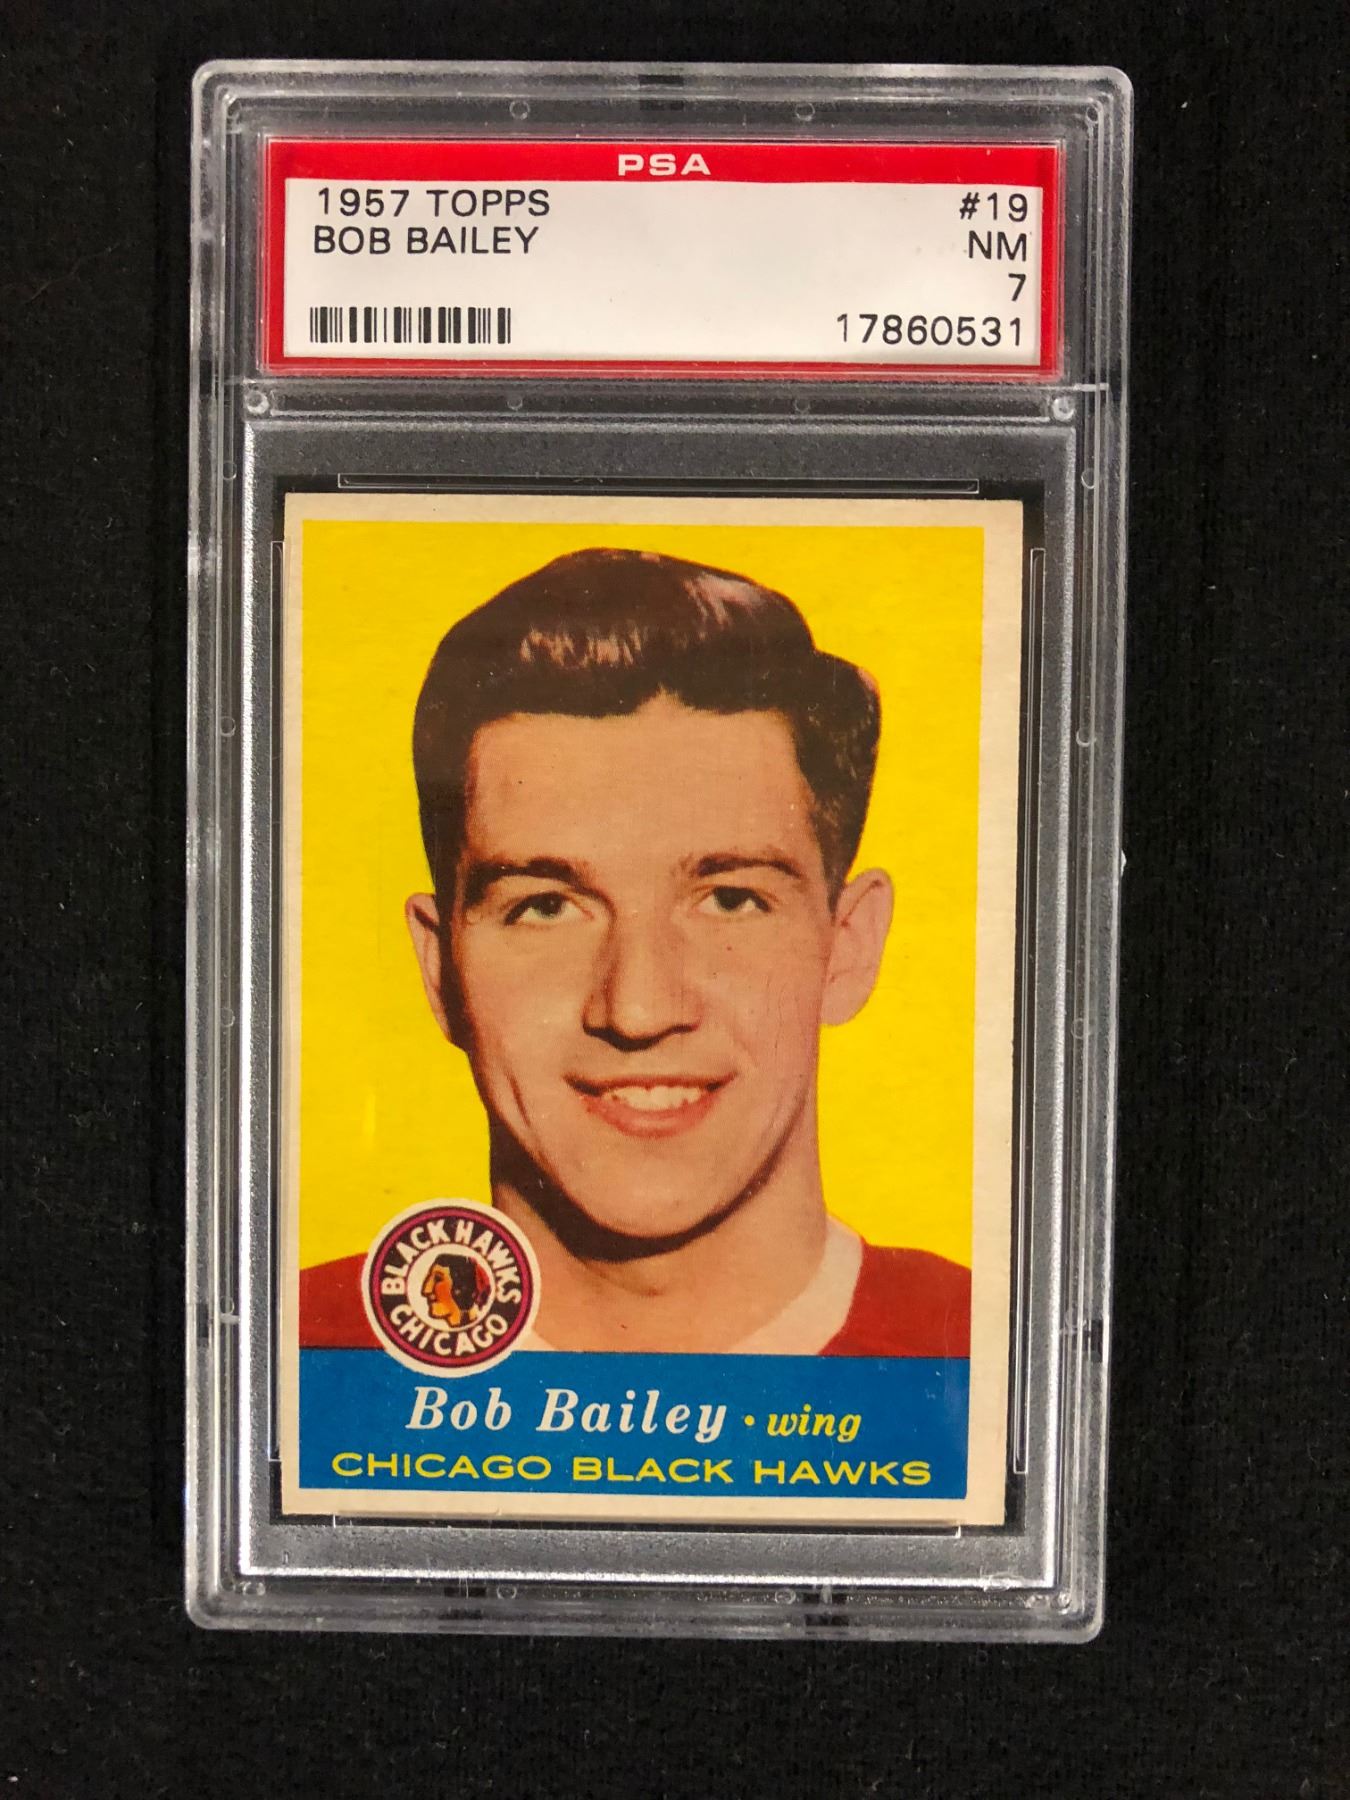 PSA
1957 TOPPS #19
BOB BAILEY NM
7
17860531
BLACK HAWKS
CHICAGO
Bob Bailey • wing
CHICAGO BLACK HAWKS